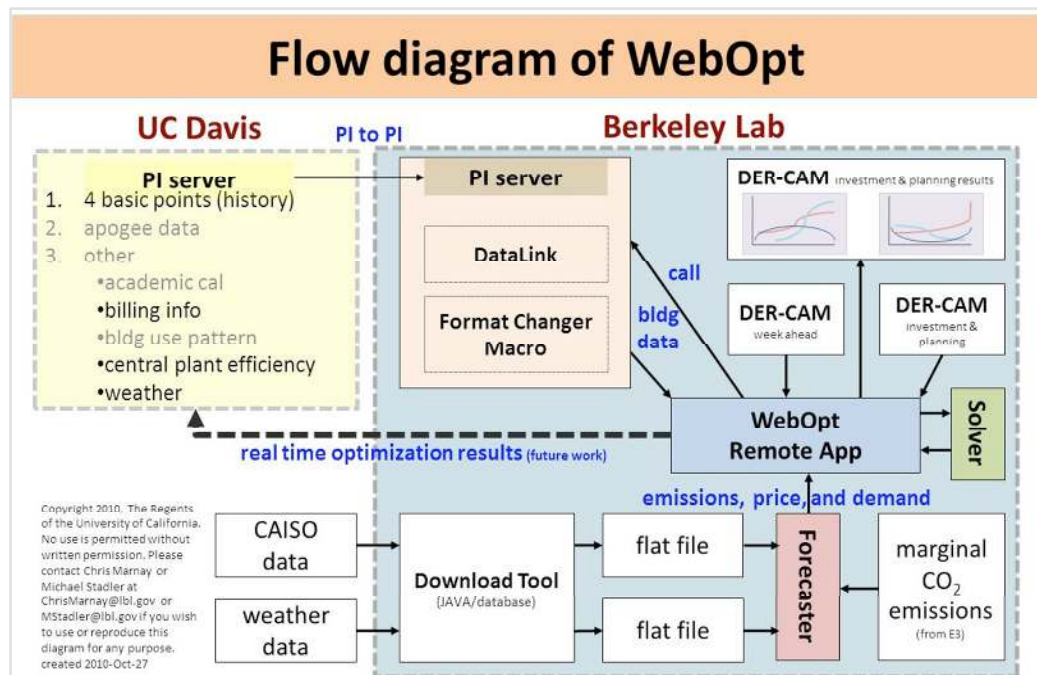 Flow diagram of WebOpt
UC Davis
PI to PI
Berkeley Lab
PI server
1. 4 basic points (history)
2. apogee data
3. other
•academic cal
•billing info
•bldg use pattern
•central plant efficiency
•weather
PI server
DataLink
Format Changer
Macro
call
bldg
data
DER-CAM investment & planning results
DER-CAM
week ahead
DER-CAM
investment &
planning
WebOpt
Remote App
Solver
real time optimization results (future work)
emissions, price, and demand
Copyright 2010, The Regents
of the University of California.
No use is permitted without
written permission. Please
contact Chris Marnay or
Michael Stadler at
ChrisMarnay@lbl.gov or
MStadler@lbl.gov if you wish
to use or reproduce this
diagram for any purpose.
created 2010-Oct-27
CAISO
data
weather
data
Download Tool
(JAVA/database)
flat file
flat file
Forecaster
marginal
CO2
emissions
(from E3)